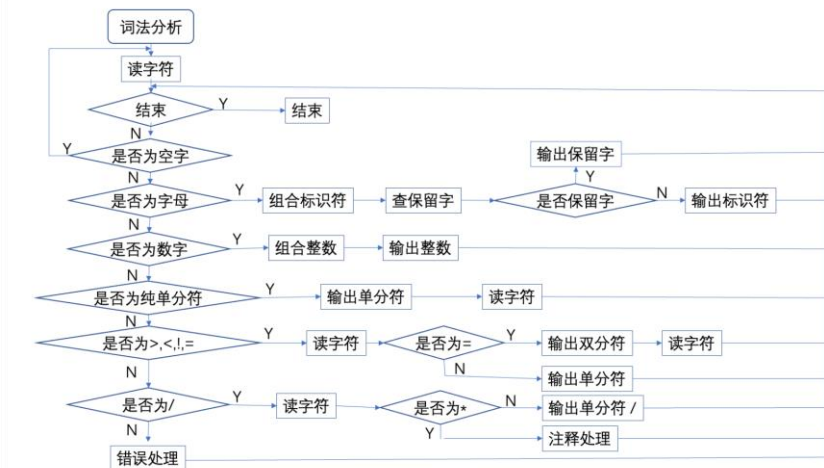 词法分析
读字符
结束
Y
结束
N
Y
是否为空字
输出保留字
N
Y
是否为字母
Y
组合标识符
查保留字
是否保留字
N
输出标识符
N
是否为数字
Y
组合整数
输出整数
N
是否为纯单分符
Y
输出单分符
读字符
N
是否为>,<,!,=
Y
读字符
是否为=
Y
输出双分符
读字符
N
N
输出单分符
是否为/
Y
读字符
是否为*
N
输出单分符 /
N
Y
注释处理
错误处理